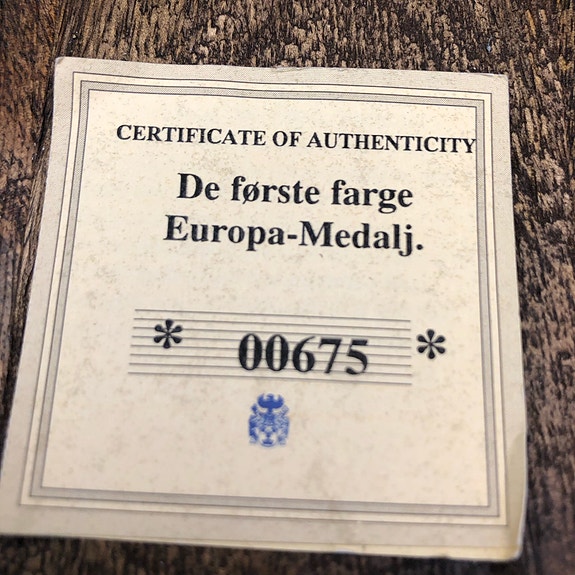 CERTIFICATE OF AUTHENTICITY
De første farge
Europa-Medalj.
* 00675 *